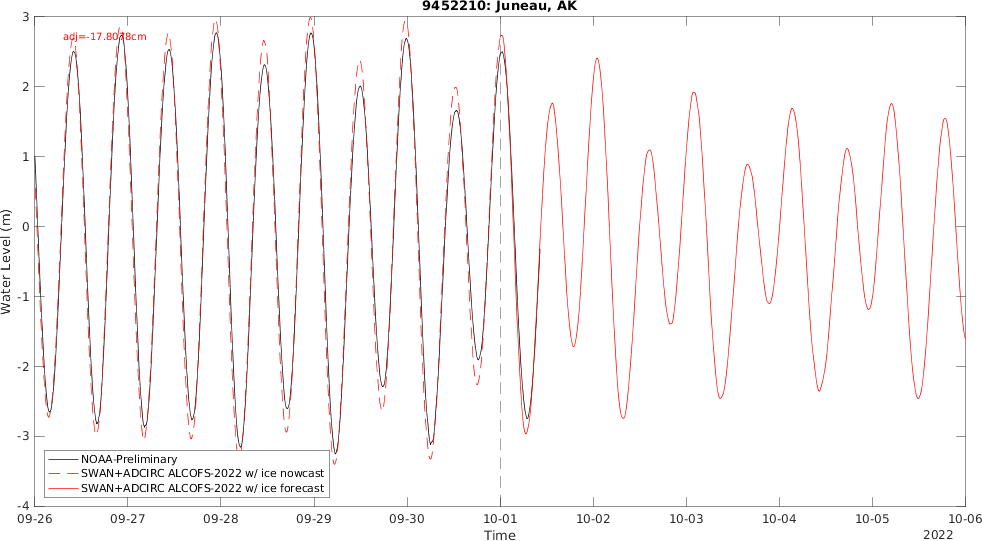 9452210: Juneau, AK
adj=-17.8078cm
3
2
1
0
-1
-2
-3
-4
Water Level (m)
NOAA-Preliminary
SWAN+ADCIRC ALCOFS-2022 w/ ice nowcast
SWAN+ADCIRC ALCOFS-2022 w/ ice forecast
09-26 09-27 09-28 09-29 09-30 10-01 10-02 10-03 10-04 10-05 10-06
Time
2022